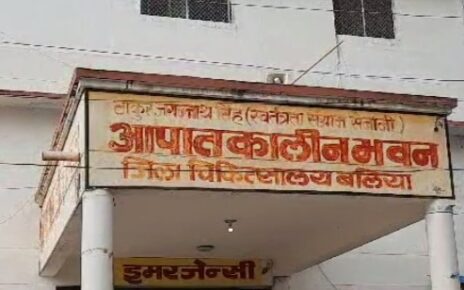 ठाकुर जगन्नाथ सिंह (स्वतंत्रता संग्राम सेनानी)
आपातकालीन भवन
जिला चिकित्सालय बलिया
इमरजेन्सी